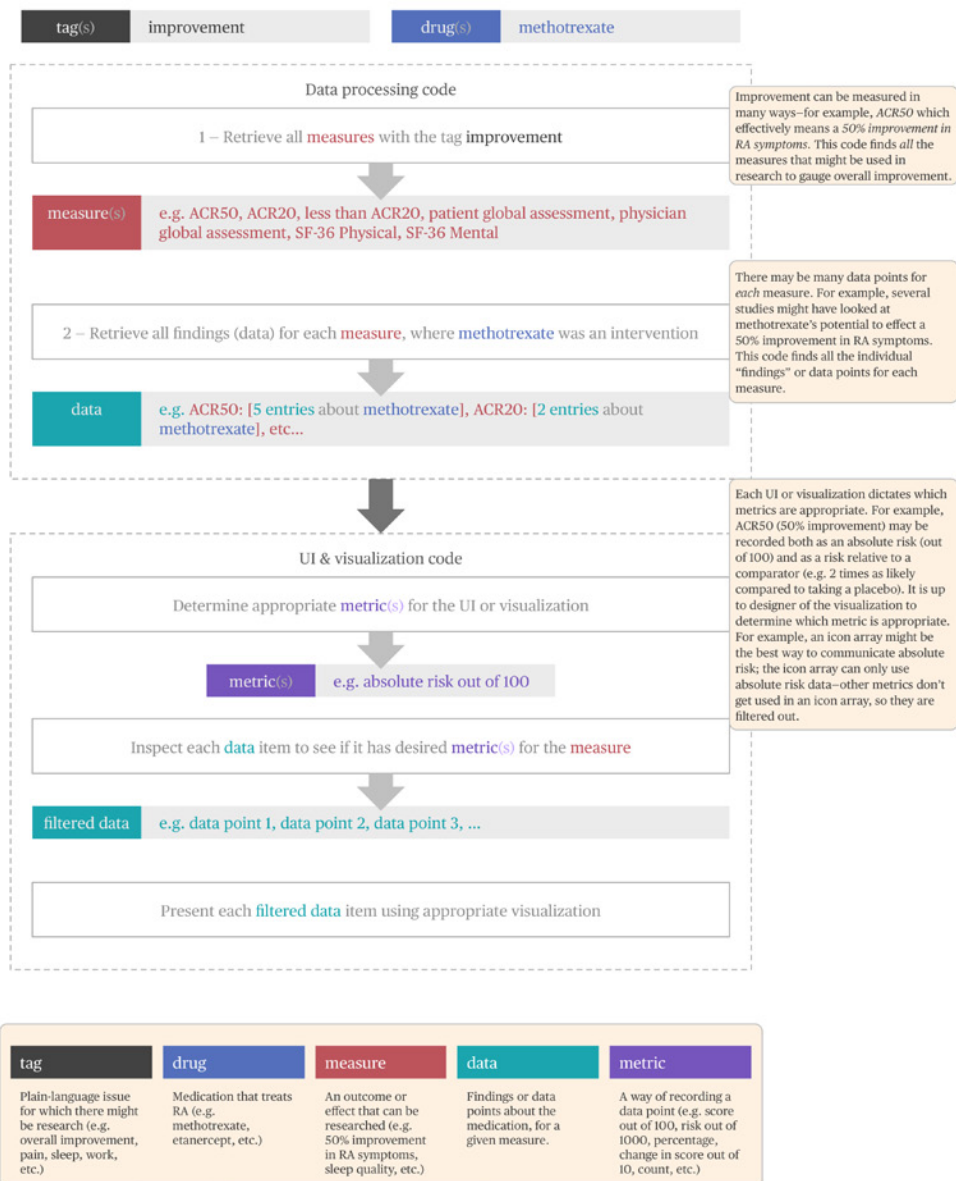 tag(s) improvement drug(s) methotrexate
Data processing code
1 – Retrieve all measures with the tag improvement
Improvement can be measured in
many ways–for example, ACR50 which
effectively means a 50% improvement in
RA symptoms. This code finds all the
measures that might be used in
research to gauge overall improvement.
measure(s) e.g. ACR50, ACR20, less than ACR20, patient global assessment, physician
global assessment, SF-36 Physical, SF-36 Mental
There may be many data points for
each measure. For example, several
studies might have looked at
methotrexate's potential to effect a
50% improvement in RA symptoms.
This code finds all the individual
“findings” or data points for each
measure.
2 – Retrieve all findings (data) for each measure, where methotrexate was an intervention
data e.g. ACR50: [5 entries about methotrexate], ACR20: [2 entries about
methotrexate], etc...
Each UI or visualization dictates which
metrics are appropriate. For example,
ACR50 (50% improvement) may be
recorded both as an absolute risk (out
of 100) and as a risk relative to a
comparator (e.g. 2 times as likely
compared to taking a placebo). It is up
to designer of the visualization to
determine which metric is appropriate.
For example, an icon array might be
the best way to communicate absolute
risk; the icon array can only use
absolute risk data–other metrics don't
get used in an icon array, so they are
filtered out.
UI & visualization code
Determine appropriate metric(s) for the UI or visualization
metric(s) e.g. absolute risk out of 100
Inspect each data item to see if it has desired metric(s) for the measure
filtered data e.g. data point 1, data point 2, data point 3, ...
Present each filtered data item using appropriate visualization
tag
Plain-language issue
for which there might
be research (e.g.
overall improvement,
pain, sleep, work,
etc.)
drug
Medication that treats
RA (e.g.
methotrexate,
etanercept, etc.)
measure
An outcome or
effect that can be
researched (e.g.
50% improvement
in RA symptoms,
sleep quality, etc.)
data
Findings or data
points about the
medication, for a
given measure.
metric
A way of recording a
data point (e.g. score
out of 100, risk out of
1000, percentage,
change in score out of
10, count, etc.)